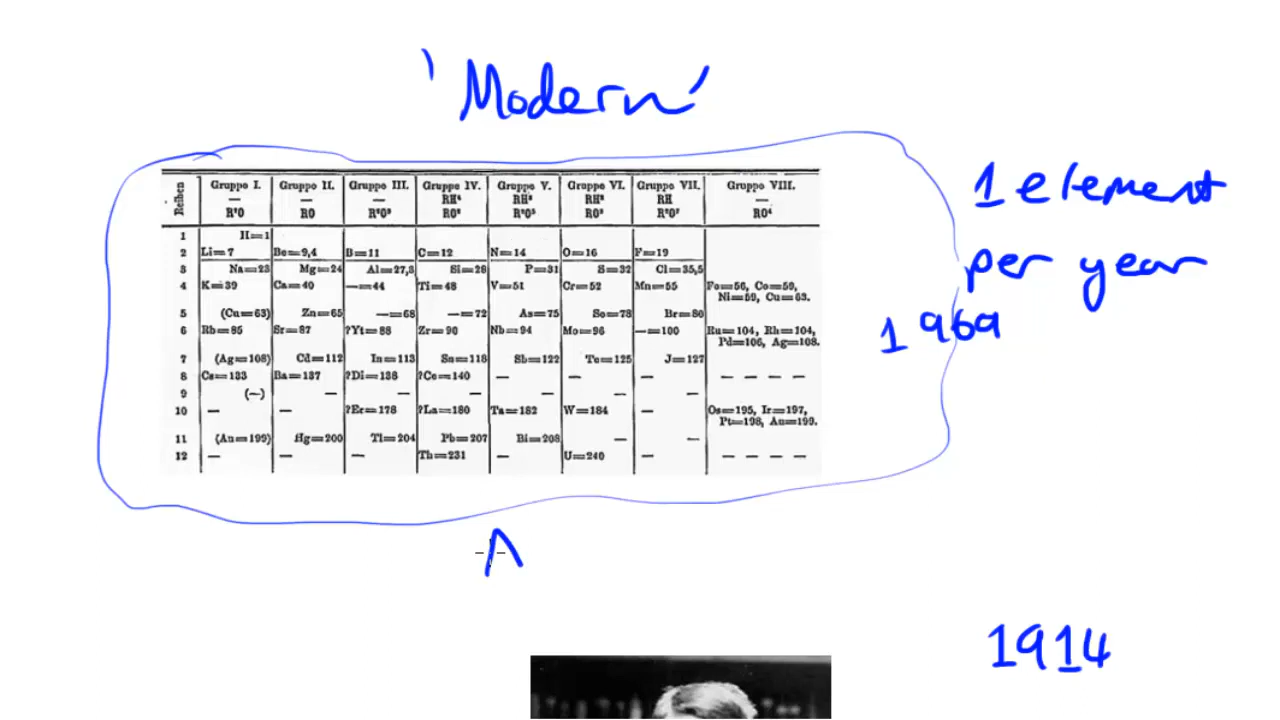 'Modern'
1 element
per year
1969
Reihen Gruppe I. Gruppe II. Gruppe III. Gruppe IV. Gruppe V. Gruppe VI. Gruppe VII. Gruppe VIII.
— — — RH⁴ RH³ RH² RH —
R²O RO R²O³ RO² R²O⁵ RO³ R²O⁷ RO⁴
1 H=1
2 Li=7 Be=9,4 B=11 C=12 N=14 O=16 F=19
3 Na=23 Mg=24 Al=27,3 Si=28 P=31 S=32 Cl=35,5
4 K=39 Ca=40 —=44 Ti=48 V=51 Cr=52 Mn=55 Fe=56, Co=59,
Ni=59, Cu=63.
5 (Cu=63) Zn=65 —=68 —=72 As=75 Se=78 Br=80
6 Rb=85 Sr=87 ?Yt=88 Zr=90 Nb=94 Mo=96 —=100 Ru=104, Rh=104,
Pd=106, Ag=108.
7 (Ag=108) Cd=112 In=113 Sn=118 Sb=122 Te=125 J=127
8 Cs=133 Ba=137 ?Di=138 ?Ce=140 — — — — — — —
9 (—) — — — — — —
10 — — ?Er=178 ?La=180 Ta=182 W=184 — Os=195, Ir=197,
Pt=198, Au=199.
11 (Au=199) Hg=200 Tl=204 Pb=207 Bi=208 — —
12 — — — Th=231 — U=240 — — — — —
1914